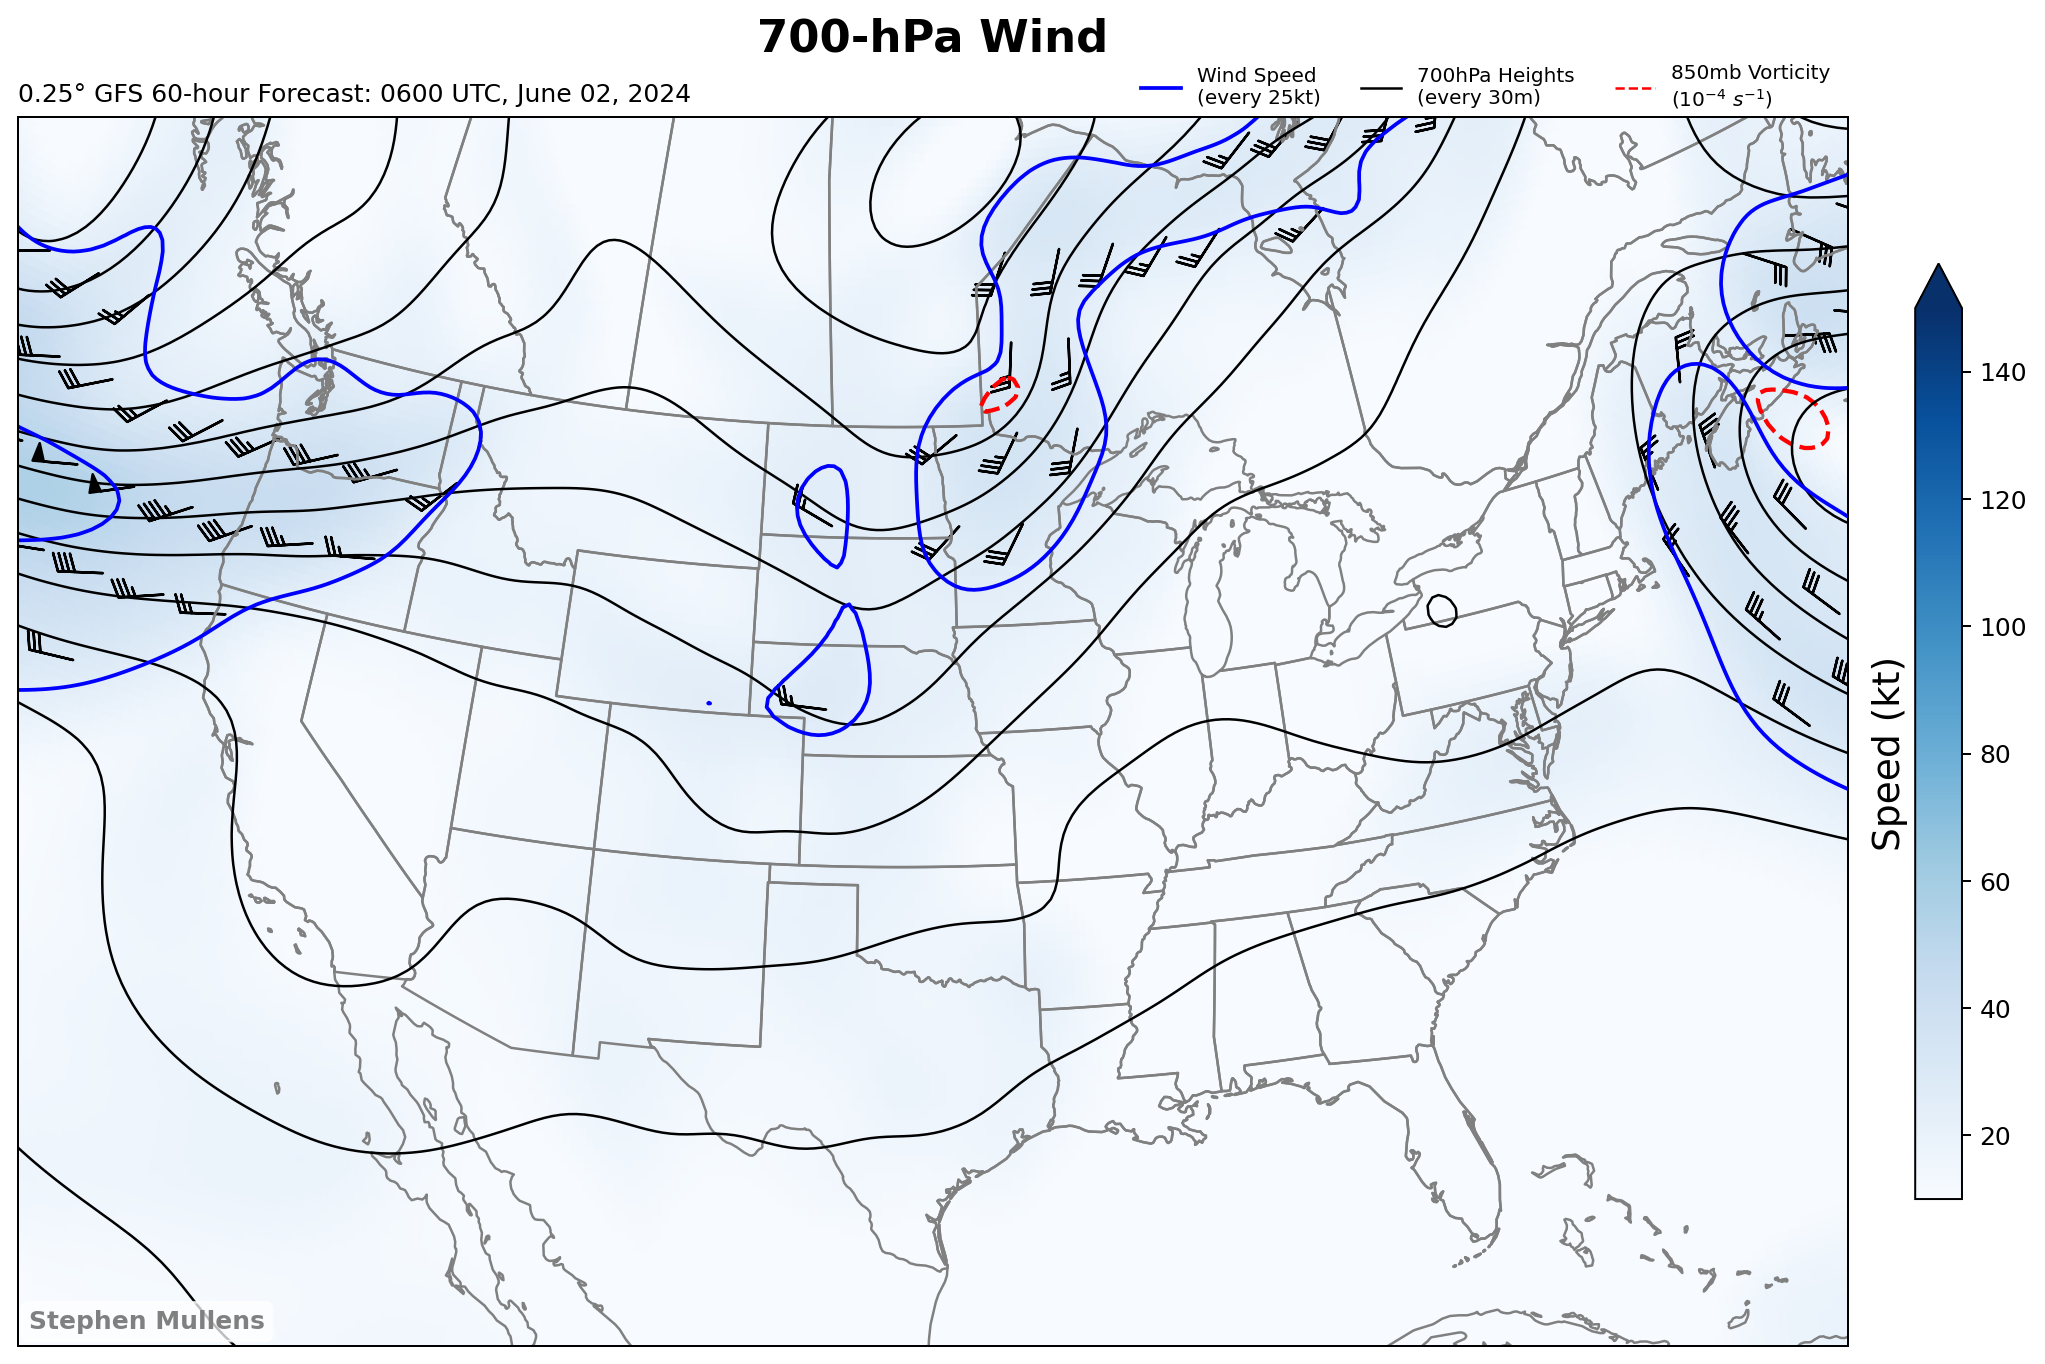 700-hPa Wind
0.25° GFS 60-hour Forecast: 0600 UTC, June 02, 2024
Wind Speed
(every 25kt)
700hPa Heights
(every 30m)
850mb Vorticity
(10⁻⁴ s⁻¹)
140
120
100
80
60
40
20
Speed (kt)
Stephen Mullens